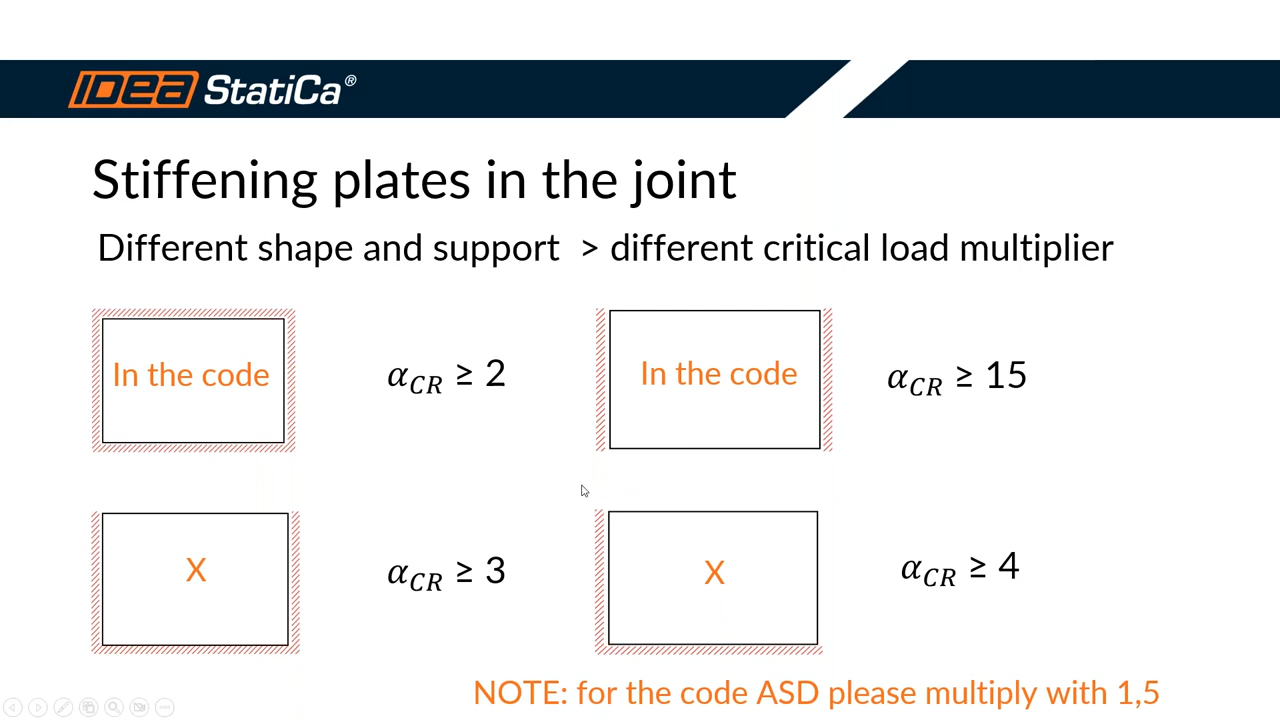 IDEA StatiCa®
Stiffening plates in the joint
Different shape and support > different critical load multiplier
In the code
αCR ≥ 2
In the code
αCR ≥ 15
X
αCR ≥ 3
X
αCR ≥ 4
NOTE: for the code ASD please multiply with 1,5